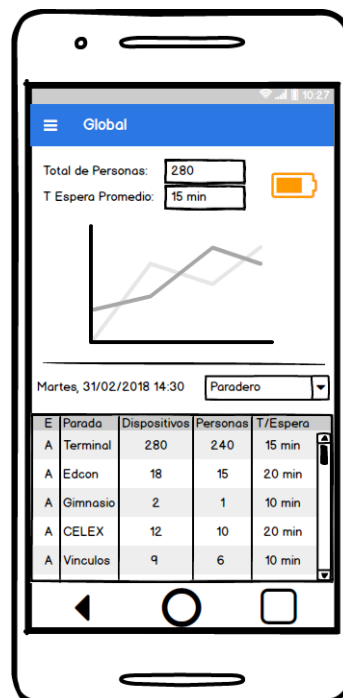 10:27
Global
Total de Personas: 280
T Espera Promedio: 15 min
Martes, 31/02/2018 14:30 Paradero
E Parada Dispositivos Personas T/Espera
A Terminal 280 240 15 min
A Edcon 18 15 20 min
A Gimnasio 2 1 10 min
A CELEX 12 10 20 min
A Vinculos 9 6 10 min